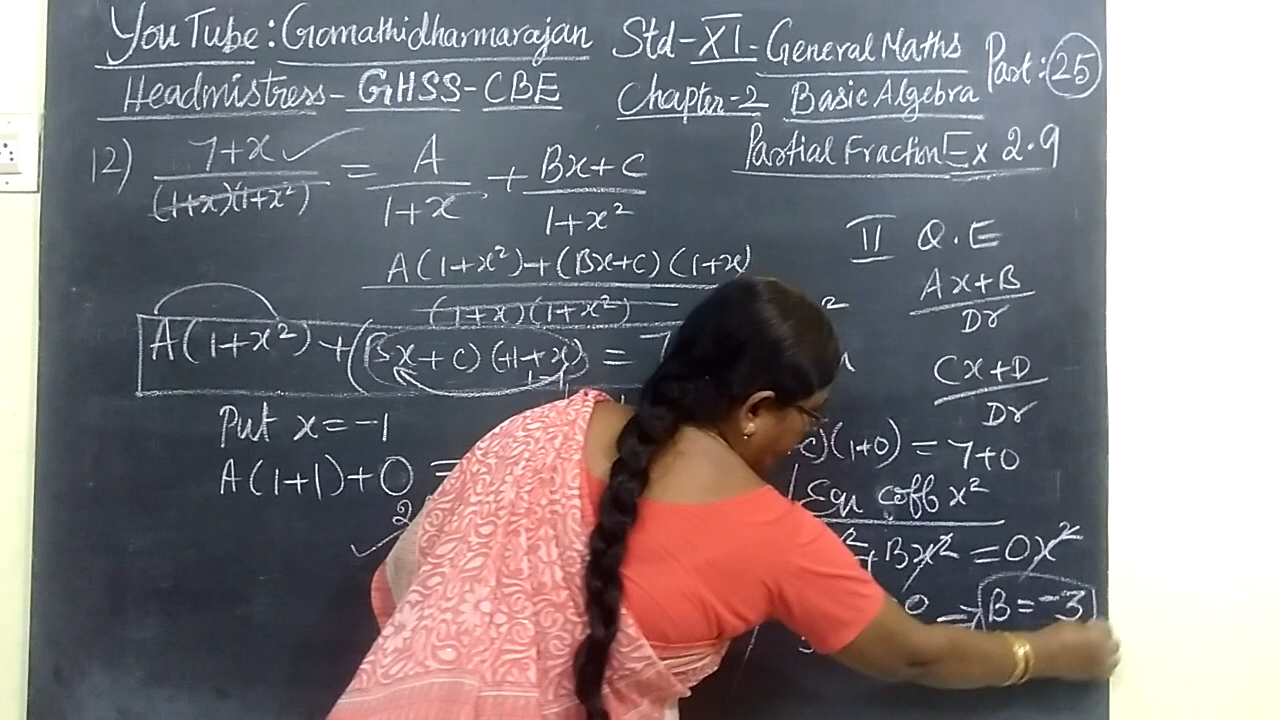 YouTube: Gomathidharmarajan
Headmistress - GHSS - CBE
Std - XI - General Maths
Chapter-2 Basic Algebra
Part: 25
Partial Fraction Ex 2.9
12) 7+x / (1+x)(1+x²) = A / 1+x + Bx+C / 1+x²
A(1+x²)+(Bx+c)(1+x)
(1+x)(1+x²)
A(1+x²)+(Bx+c)(1+x) = 7
Put x=-1
A(1+1)+0 =
2
II Q.E
Ax+B / Dr
Cx+D / Dr
c)(1+0) = 7+0
Equ coff x²
+Bx² = 0x²
0 B = -3